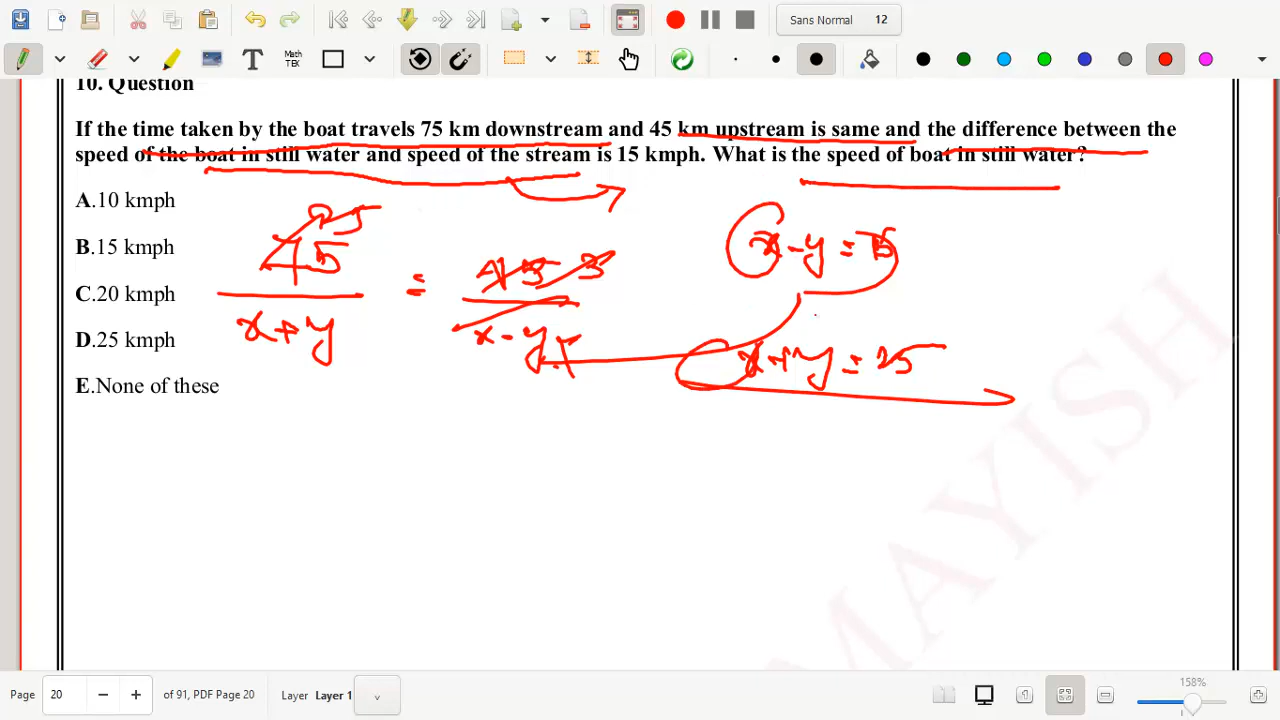 Sans Normal 12
Math
TEX
10. Question
If the time taken by the boat travels 75 km downstream and 45 km upstream is same and the difference between the
speed of the boat in still water and speed of the stream is 15 kmph. What is the speed of boat in still water?
A.10 kmph
B.15 kmph
C.20 kmph
D.25 kmph
E.None of these
25
75
x+y
=
45 3
x-y
x-y=15
x+y=25
MAYISH
Page 20 of 91, PDF Page 20 Layer Layer 1
158%